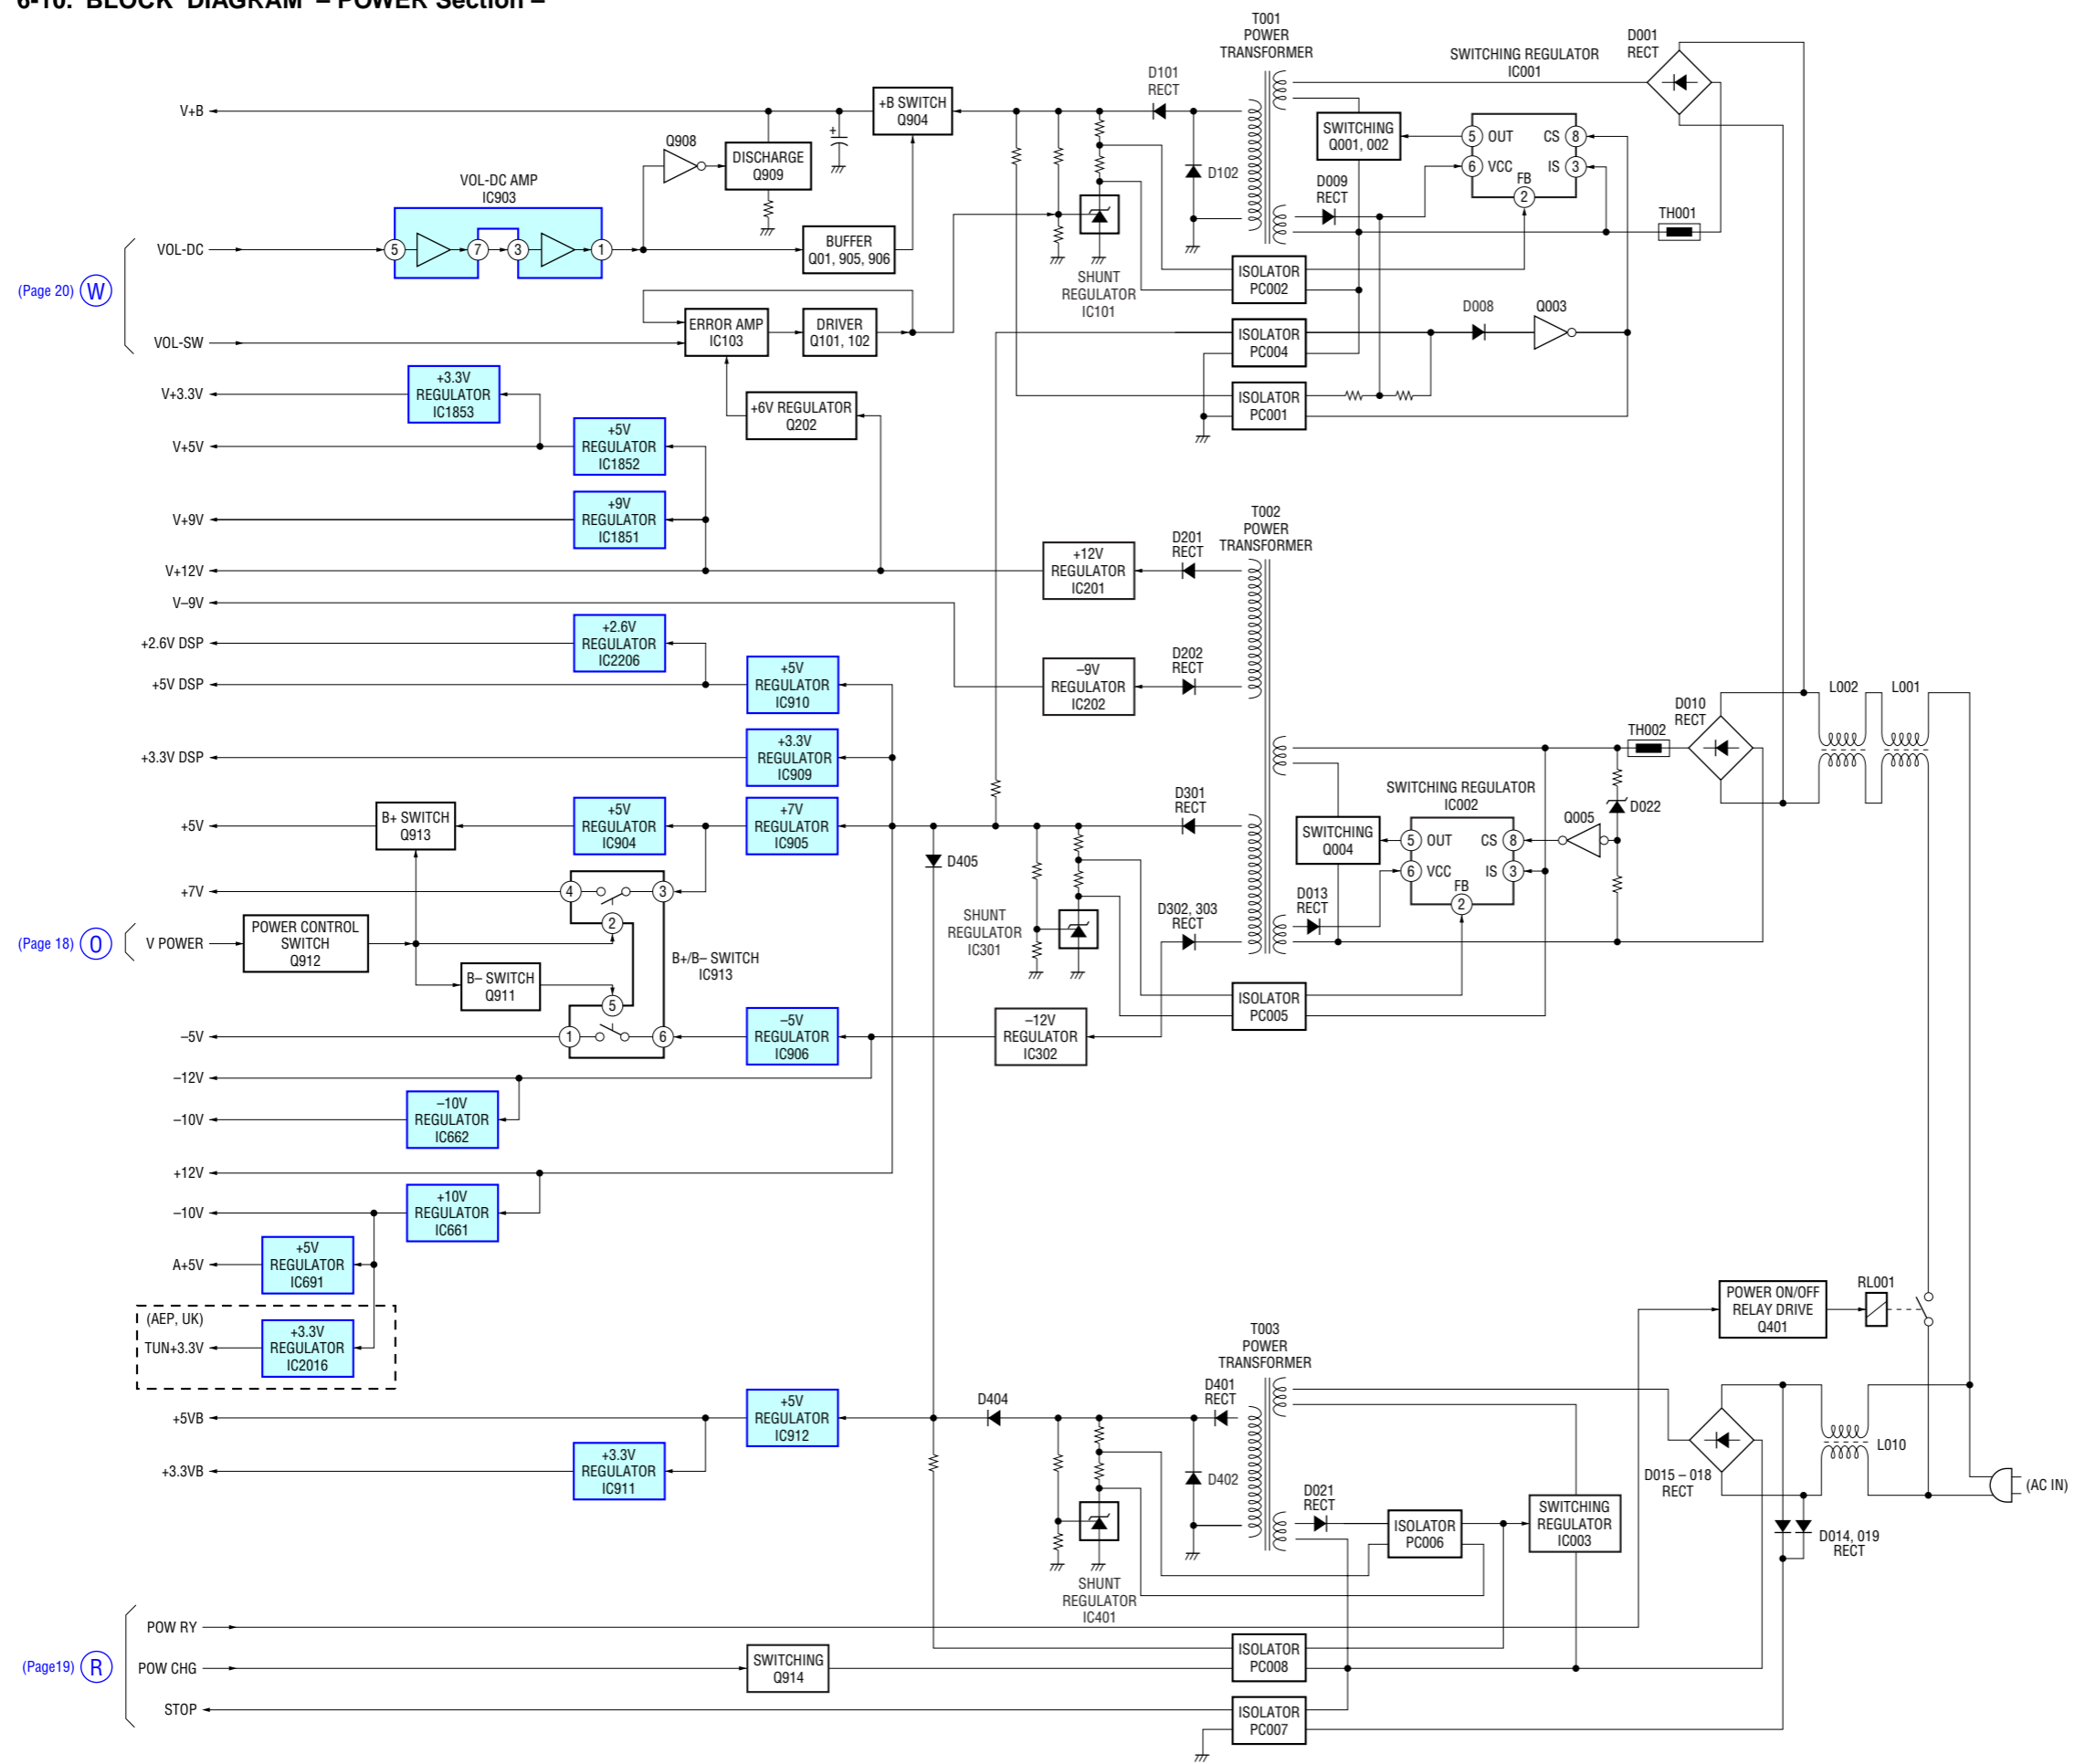 6-10. BLOCK DIAGRAM – POWER Section –
T001
POWER
TRANSFORMER
D001
RECT
SWITCHING REGULATOR
IC001
D101
RECT
V+B
+B SWITCH
Q904
+
Q908
DISCHARGE
Q909
D102
SWITCHING
Q001, 002
5 OUT
CS 8
6 VCC
IS 3
FB
2
D009
RECT
TH001
VOL-DC AMP
IC903
VOL-DC
5
7
3
1
BUFFER
Q01, 905, 906
(Page 20) W
SHUNT
REGULATOR
IC101
ISOLATOR
PC002
D008
Q003
ERROR AMP
IC103
DRIVER
Q101, 102
ISOLATOR
PC004
VOL-SW
V+3.3V
+3.3V
REGULATOR
IC1853
+6V REGULATOR
Q202
ISOLATOR
PC001
V+5V
+5V
REGULATOR
IC1852
V+9V
+9V
REGULATOR
IC1851
T002
POWER
TRANSFORMER
V+12V
+12V
REGULATOR
IC201
D201
RECT
V–9V
+2.6V DSP
+2.6V
REGULATOR
IC2206
+5V DSP
+5V
REGULATOR
IC910
–9V
REGULATOR
IC202
D202
RECT
L002
L001
D010
RECT
TH002
+3.3V DSP
+3.3V
REGULATOR
IC909
SWITCHING REGULATOR
IC002
D022
Q005
D301
RECT
+5V
B+ SWITCH
Q913
+5V
REGULATOR
IC904
+7V
REGULATOR
IC905
D405
SWITCHING
Q004
5 OUT
CS 8
6 VCC
IS 3
FB
2
D013
RECT
+7V
4
3
2
D302, 303
RECT
SHUNT
REGULATOR
IC301
(Page 18) O
V POWER
POWER CONTROL
SWITCH
Q912
B+/B– SWITCH
IC913
B– SWITCH
Q911
5
ISOLATOR
PC005
–5V
1
6
–5V
REGULATOR
IC906
–12V
REGULATOR
IC302
–12V
–10V
–10V
REGULATOR
IC662
+12V
–10V
+10V
REGULATOR
IC661
A+5V
+5V
REGULATOR
IC691
(AEP, UK)
TUN+3.3V
+3.3V
REGULATOR
IC2016
POWER ON/OFF
RELAY DRIVE
Q401
RL001
T003
POWER
TRANSFORMER
D401
RECT
D404
+5VB
+5V
REGULATOR
IC912
+3.3VB
+3.3V
REGULATOR
IC911
D402
D021
RECT
ISOLATOR
PC006
SWITCHING
REGULATOR
IC003
D015 – 018
RECT
L010
(AC IN)
D014, 019
RECT
SHUNT
REGULATOR
IC401
POW RY
(Page19) R
POW CHG
SWITCHING
Q914
ISOLATOR
PC008
STOP
ISOLATOR
PC007